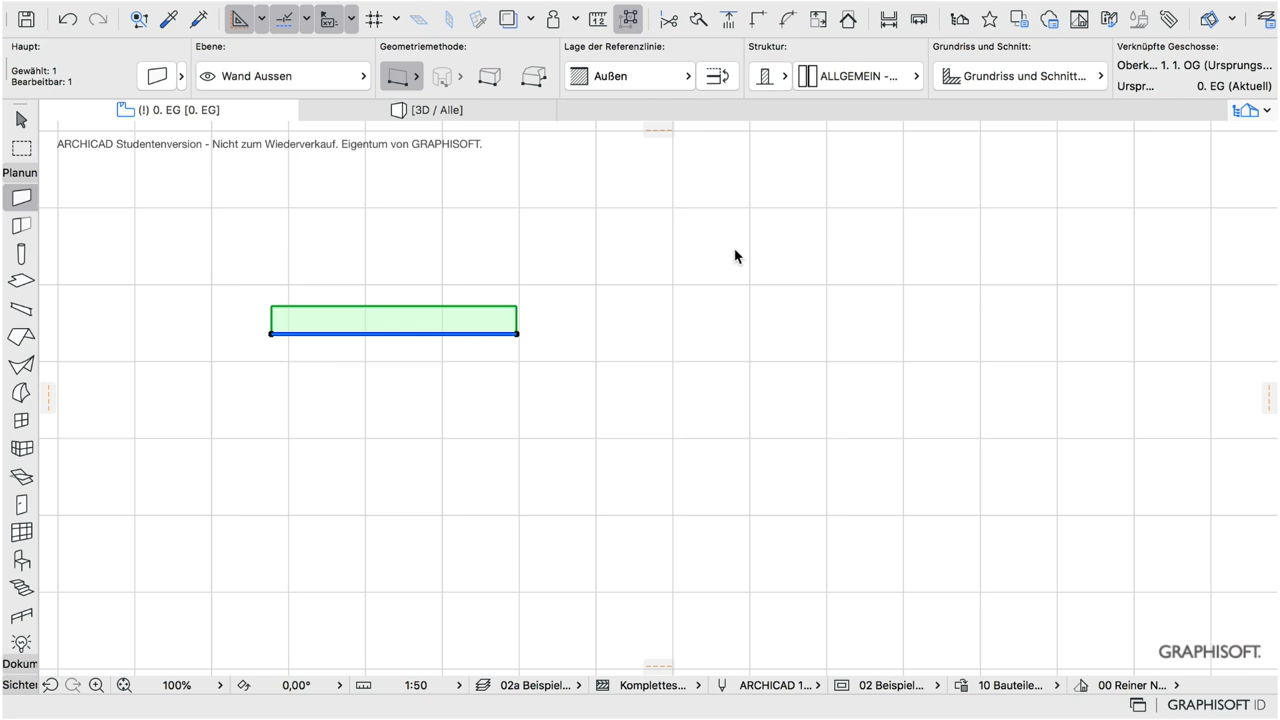 Haupt:
Ebene:
Geometriemethode:
Lage der Referenzlinie:
Struktur:
Grundriss und Schnitt:
Verknüpfte Geschosse:
Gewählt: 1
Bearbeitbar: 1
Wand Aussen
Außen
ALLGEMEIN -...
Grundriss und Schnitt...
Oberk... 1. 1. OG (Ursprungs...
Urspr... 0. EG (Aktuell)
(!) 0. EG [0. EG]
[3D / Alle]
ARCHICAD Studentenversion - Nicht zum Wiederverkauf. Eigentum von GRAPHISOFT.
Planun
GRAPHISOFT.
Dokum
Sichter
100%
0,00°
1:50
02a Beispiel...
Komplettes...
ARCHICAD 1...
02 Beispiel...
10 Bauteile...
00 Reiner N...
GRAPHISOFT ID